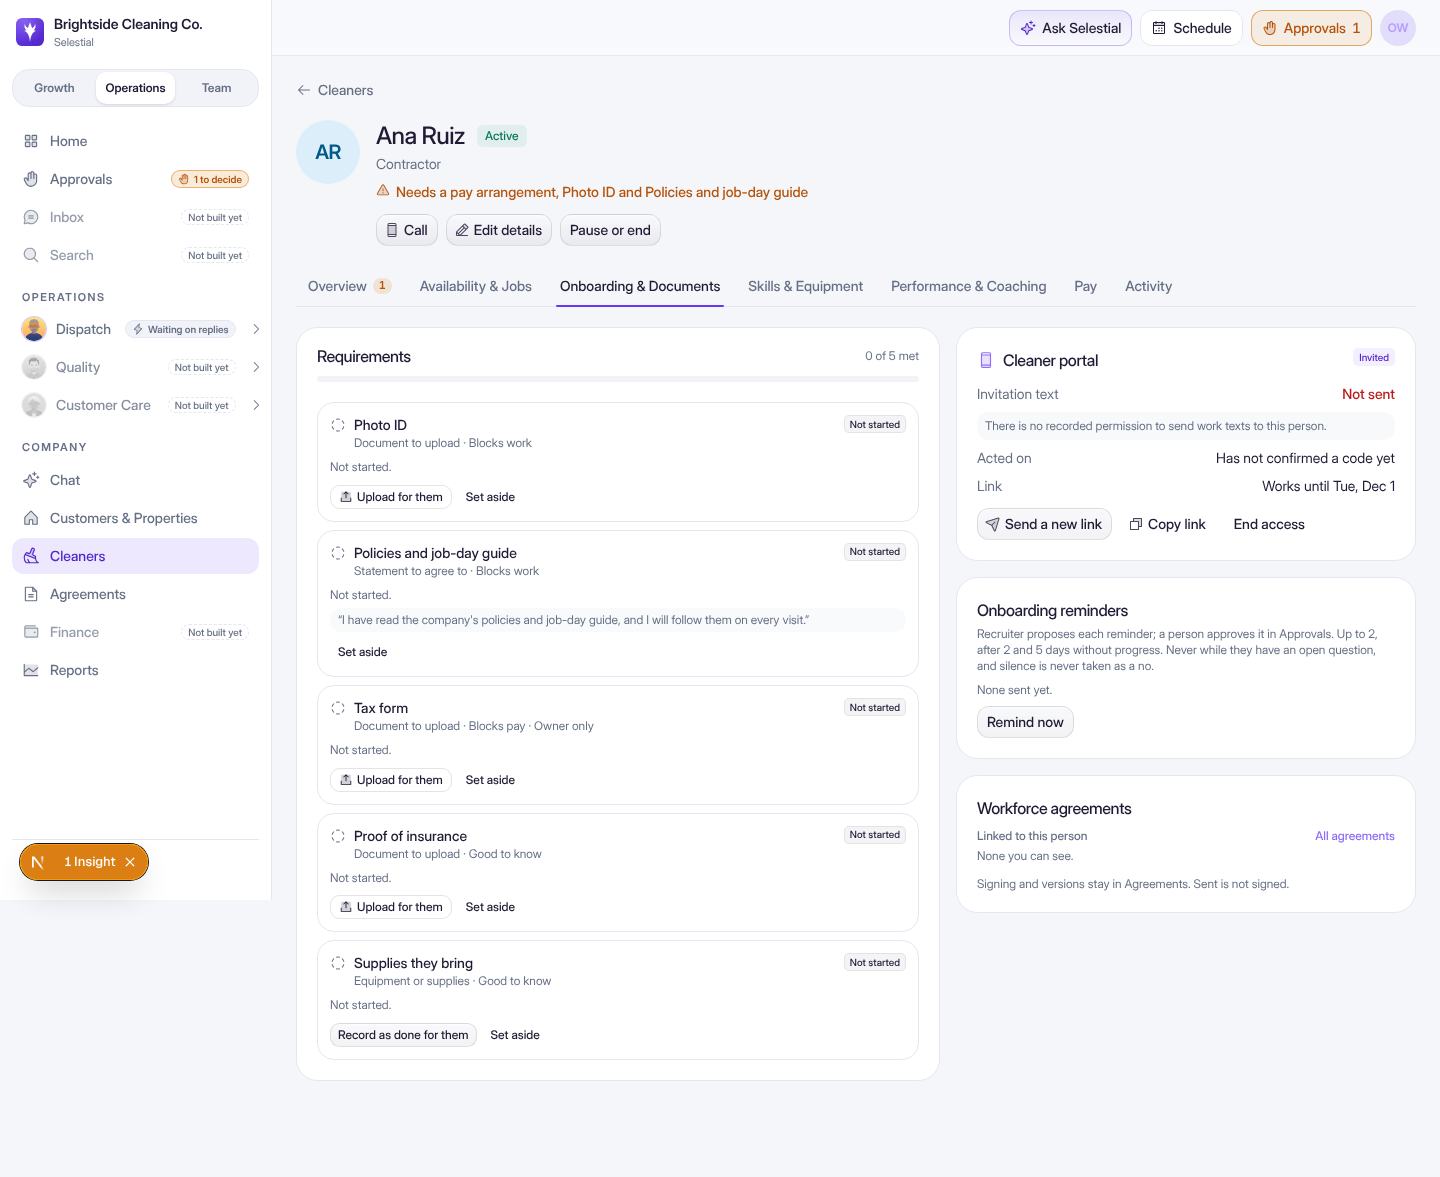 Brightside Cleaning Co.
Selestial
Growth
Operations
Team
Home
Approvals
1 to decide
Inbox
Not built yet
Search
Not built yet
OPERATIONS
Dispatch
Waiting on replies
Quality
Not built yet
Customer Care
Not built yet
COMPANY
Chat
Customers & Properties
Cleaners
Agreements
Finance
Not built yet
Reports
1 Insight
Ask Selestial
Schedule
Approvals 1
OW
Cleaners
AR
Ana Ruiz
Active
Contractor
Needs a pay arrangement, Photo ID and Policies and job-day guide
Call
Edit details
Pause or end
Overview 1
Availability & Jobs
Onboarding & Documents
Skills & Equipment
Performance & Coaching
Pay
Activity
Requirements
0 of 5 met
Photo ID
Not started
Document to upload · Blocks work
Not started.
Upload for them
Set aside
Policies and job-day guide
Not started
Statement to agree to · Blocks work
Not started.
“I have read the company's policies and job-day guide, and I will follow them on every visit.”
Set aside
Tax form
Not started
Document to upload · Blocks pay · Owner only
Not started.
Upload for them
Set aside
Proof of insurance
Not started
Document to upload · Good to know
Not started.
Upload for them
Set aside
Supplies they bring
Not started
Equipment or supplies · Good to know
Not started.
Record as done for them
Set aside
Cleaner portal
Invited
Invitation text
Not sent
There is no recorded permission to send work texts to this person.
Acted on
Has not confirmed a code yet
Link
Works until Tue, Dec 1
Send a new link
Copy link
End access
Onboarding reminders
Recruiter proposes each reminder; a person approves it in Approvals. Up to 2,
after 2 and 5 days without progress. Never while they have an open question,
and silence is never taken as a no.
None sent yet.
Remind now
Workforce agreements
Linked to this person
All agreements
None you can see.
Signing and versions stay in Agreements. Sent is not signed.